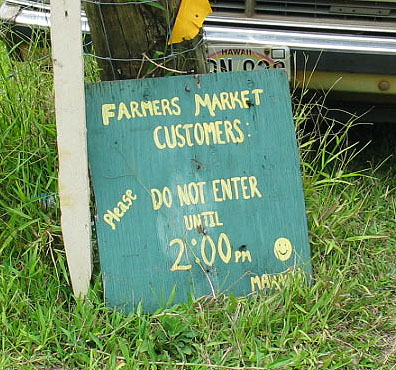 HAWAII
FARMERS MARKET
CUSTOMERS:
Please
DO NOT ENTER
UNTIL
2:00 PM